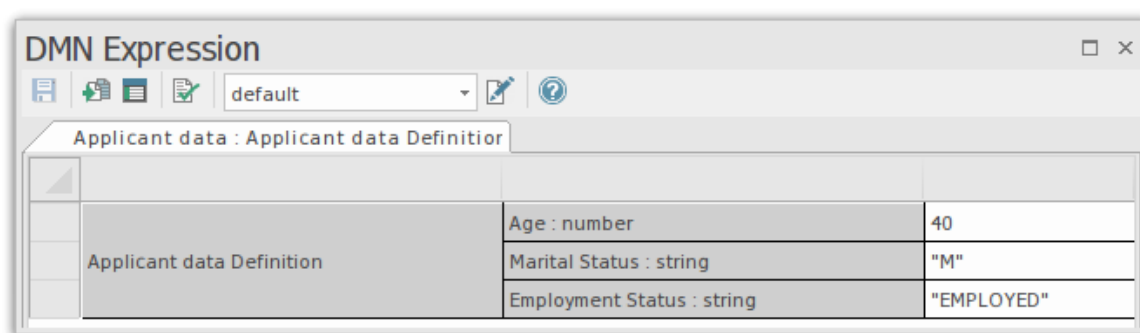 DMN Expression
default
Applicant data : Applicant data Definition
Age : number
40
Applicant data Definition
Marital Status : string
"M"
Employment Status : string
"EMPLOYED"